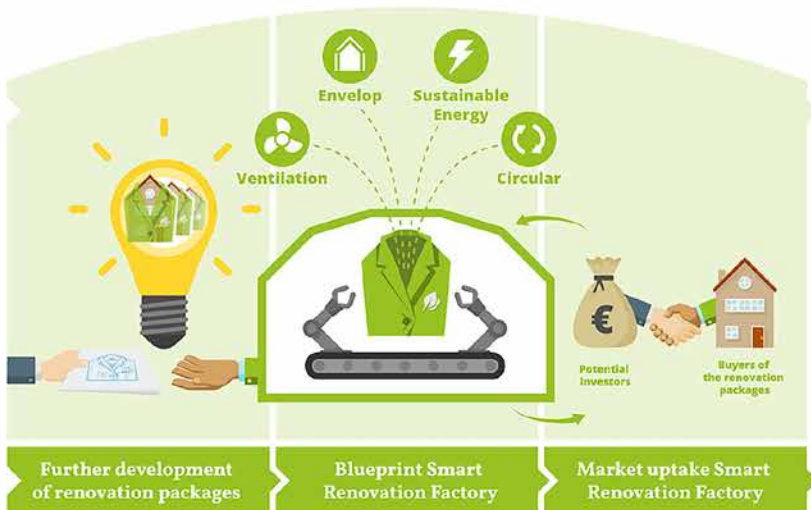 Envelop
Sustainable
Energy
Ventilation
Circular
€
Potential
Investors
Buyers of
the renovation
packages
Further development
of renovation packages
Blueprint Smart
Renovation Factory
Market uptake Smart
Renovation Factory